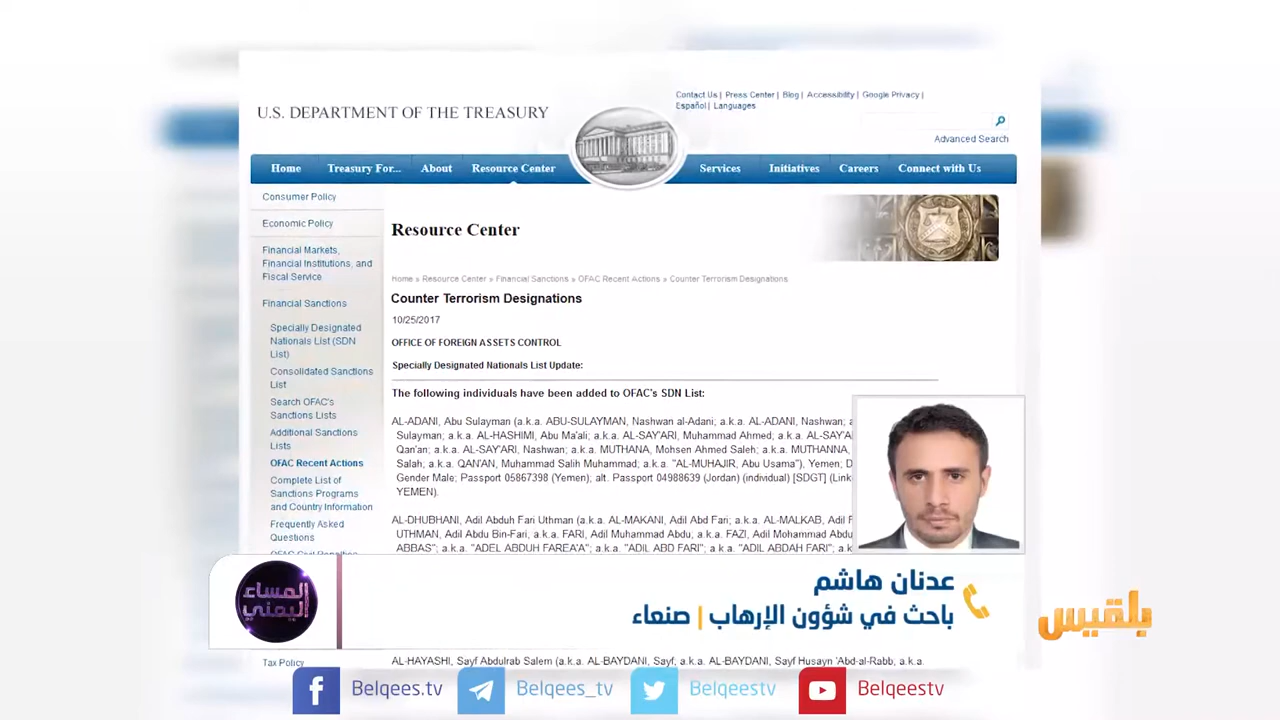 U.S. DEPARTMENT OF THE TREASURY
Contact Us | Press Center | Blog | Accessibility | Google Privacy |
Español | Languages
Advanced Search
Home Treasury For... About Resource Center Services Initiatives Careers Connect with Us
Consumer Policy
Economic Policy
Financial Markets,
Financial Institutions, and
Fiscal Service
Financial Sanctions
Specially Designated
Nationals List (SDN
List)
Consolidated Sanctions
List
Search OFAC's
Sanctions Lists
Additional Sanctions
Lists
OFAC Recent Actions
Complete List of
Sanctions Programs
and Country Information
Frequently Asked
Questions
Resource Center
Home » Resource Center » Financial Sanctions » OFAC Recent Actions » Counter Terrorism Designations
Counter Terrorism Designations
10/25/2017
OFFICE OF FOREIGN ASSETS CONTROL
Specially Designated Nationals List Update:
The following individuals have been added to OFAC's SDN List:
AL-ADANI, Abu Sulayman (a.k.a. ABU-SULAYMAN, Nashwan al-Adani; a.k.a. AL-ADANI, Nashwan; a
Sulayman; a.k.a. AL-HASHIMI, Abu Ma'ali; a.k.a. AL-SAY'ARI, Muhammad Ahmed; a.k.a. AL-SAY'A
Qan'an; a.k.a. AL-SAY'ARI, Nashwan; a.k.a. MUTHANA, Mohsen Ahmed Saleh; a.k.a. MUTHANNA,
Salah; a.k.a. QAN'AN, Muhammad Salih Muhammad; a.k.a. "AL-MUHAJIR, Abu Usama"), Yemen; D
Gender Male; Passport 05867398 (Yemen); alt. Passport 04988639 (Jordan) (individual) [SDGT] (Link
YEMEN).
AL-DHUBHANI, Adil Abduh Fari Uthman (a.k.a. AL-MAKANI, Adil Abd Fari; a.k.a. AL-MALKAB, Adil F
UTHMAN, Adil Abdu Bin-Fari, a.k.a. FARI, Adil Muhammad Abdu, a.k.a. FAZI, Adil Mohammad Abdu
ABBAS"; a.k.a. "ADEL ABDUH FAREA'A"; a.k.a. "ADIL ABD FARI"; a.k.a. "ADIL ABDAH FARI"; a.k
المساء
اليمني
عدنان هاشم
باحث في شؤون الإرهاب | صنعاء
بلقيس
Tax Policy
AL-HAYASHI, Sayf Abdulrab Salem (a.k.a. AL-BAYDANI, Sayf, a.k.a. AL-BAYDANI, Sayf Husayn 'Abd-al-Rabb, a.k.a.
Belqees.tv Belqees_tv Belqeestv Belqeestv